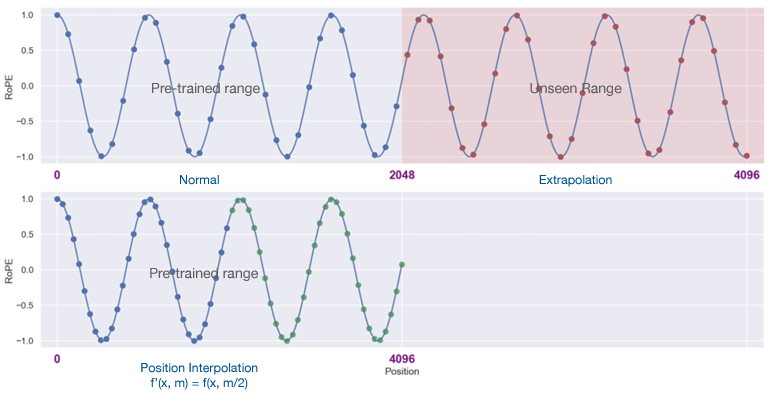 1.0
0.5
0.0
−0.5
−1.0
RoPE
Pre-trained range
Unseen Range
0
2048
4096
Normal
Extrapolation
1.0
0.5
0.0
−0.5
−1.0
RoPE
Pre-trained range
0
4096
Position
Position Interpolation
f'(x, m) = f(x, m/2)